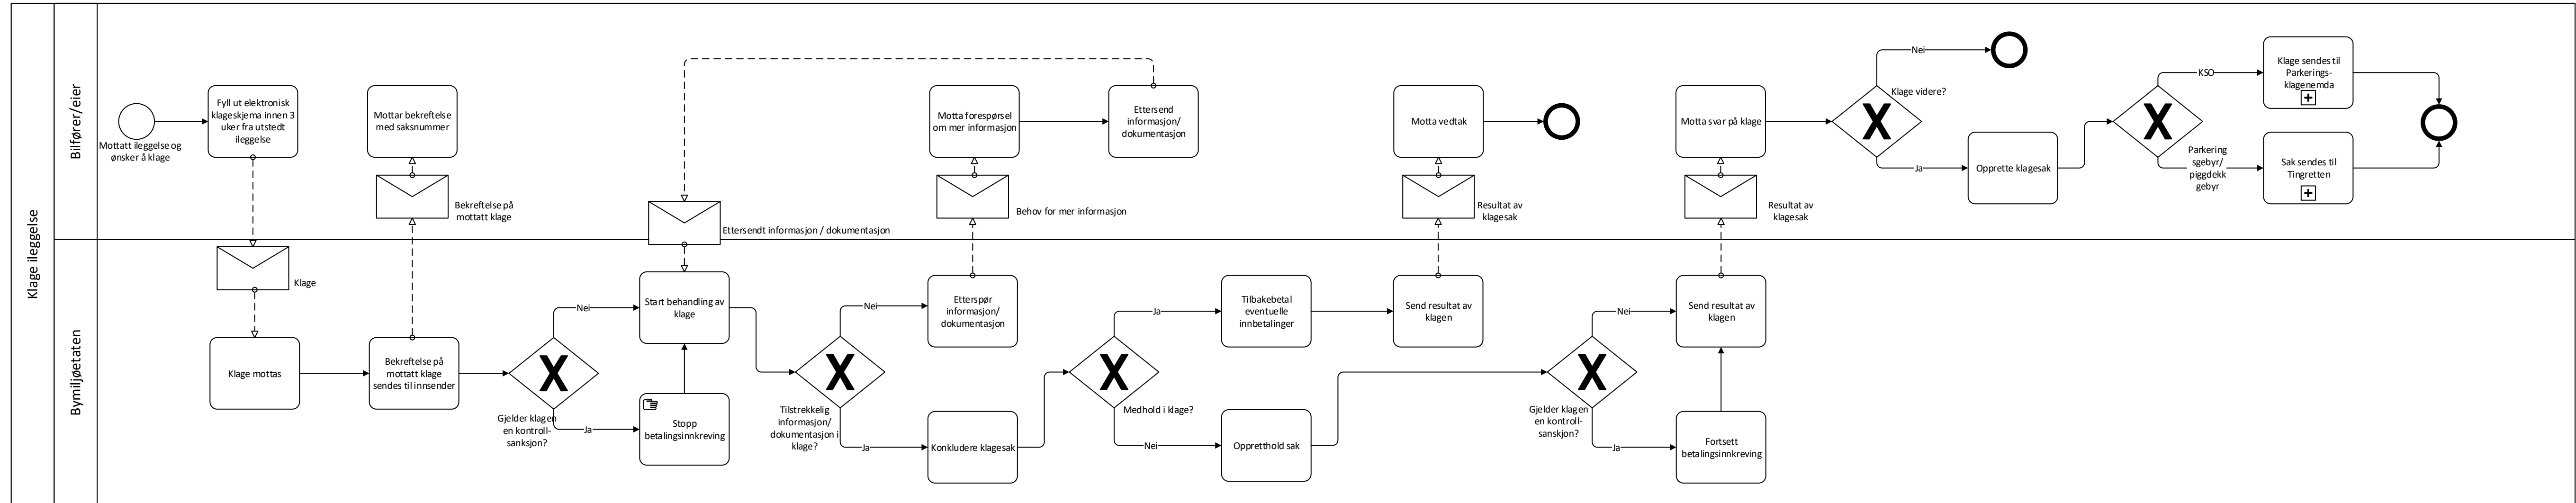 Klage ileggelse
Bilfører/eier
Mottatt ileggelse og
ønsker å klage
Fyll ut elektronisk
klageskjema innen 3
uker fra utstedt
ileggelse
Mottar bekreftelse
med saksnummer
Bekreftelse på
mottatt klage
Ettersendt informasjon / dokumentasjon
Motta forespørsel
om mer informasjon
Behov for mer informasjon
Ettersend
informasjon/
dokumentasjon
Motta vedtak
Resultat av
klagesak
Motta svar på klage
Resultat av
klagesak
Klage videre?
Nei
Ja
Opprette klagesak
KSO
Parkering
sgebyr/
piggdekk
gebyr
Klage sendes til
Parkerings-
klagenemda
Sak sendes til
Tingretten
Bymiljøetaten
Klage
Klage mottas
Bekreftelse på
mottatt klage
sendes til innsender
Gjelder klagen
en kontroll-
sanksjon?
Nei
Ja
Start behandling av
klage
Stopp
betalingsinnkreving
Tilstrekkelig
informasjon/
dokumentasjon i
klage?
Nei
Ja
Etterspør
informasjon/
dokumentasjon
Konkludere klagesak
Medhold i klage?
Ja
Nei
Tilbakebetal
eventuelle
innbetalinger
Oppretthold sak
Send resultat av
klagen
Gjelder klagen
en kontroll-
sanskjon?
Nei
Ja
Send resultat av
klagen
Fortsett
betalingsinnkreving